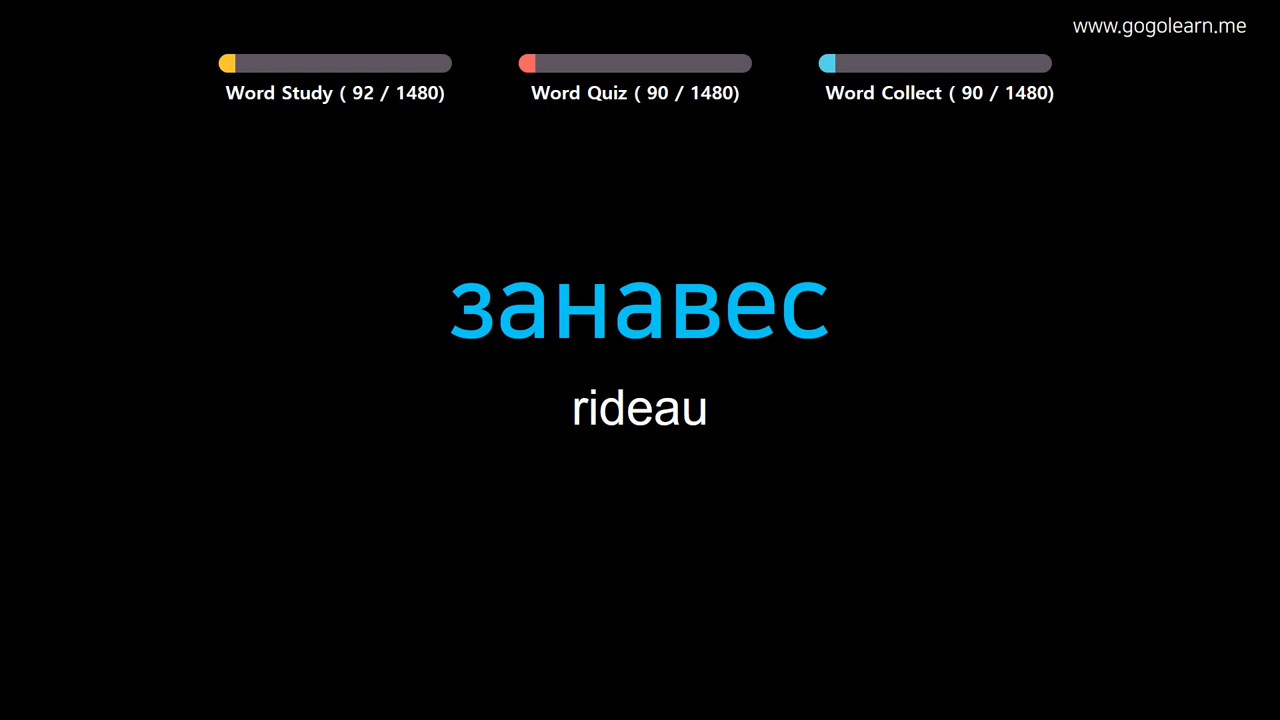 www.gogolearn.me
Word Study ( 92 / 1480)
Word Quiz ( 90 / 1480)
Word Collect ( 90 / 1480)
занавес
rideau